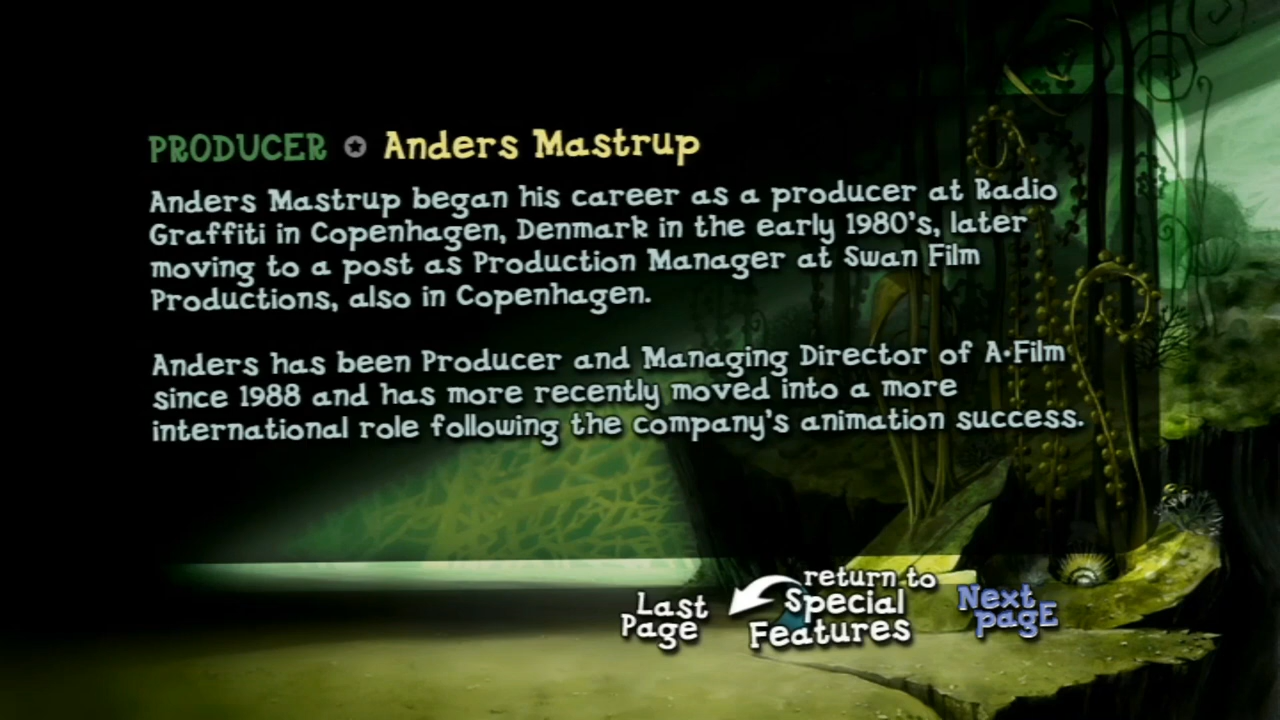 PRODUCER ✪ Anders Mastrup
Anders Mastrup began his career as a producer at Radio
Graffiti in Copenhagen, Denmark in the early 1980's, later
moving to a post as Production Manager at Swan Film
Productions, also in Copenhagen.
Anders has been Producer and Managing Director of A•Film
since 1988 and has more recently moved into a more
international role following the company's animation success.
Last
Page
return to
Special
Features
Next
pagE